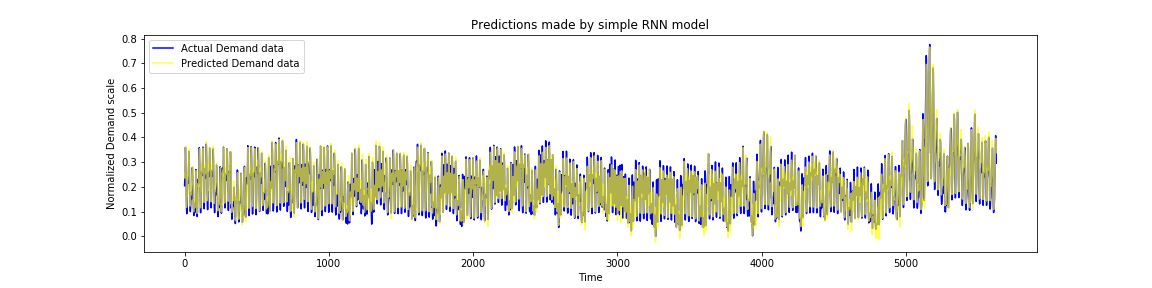 Predictions made by simple RNN model
Actual Demand data
Predicted Demand data
Normalized Demand scale
0.8
0.7
0.6
0.5
0.4
0.3
0.2
0.1
0.0
0 1000 2000 3000 4000 5000
Time